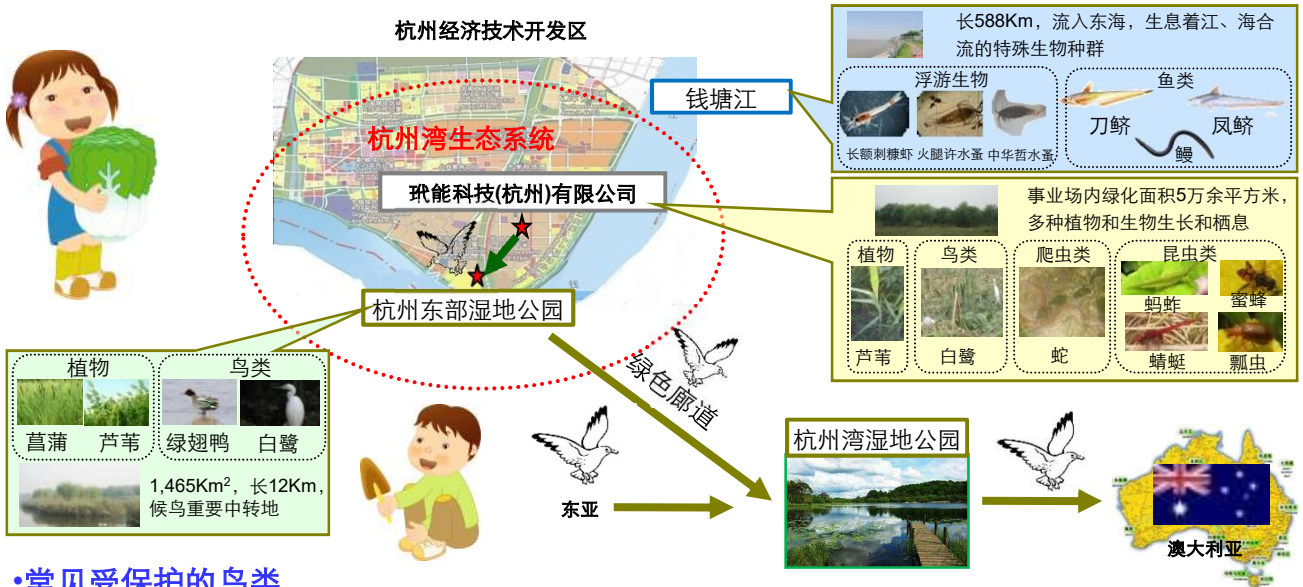 杭州经济技术开发区
长588Km，流入东海，生息着江、海合
流的特殊生物种群
钱塘江
浮游生物
鱼类
刀鲚
凤鲚
鳗
长额刺糠虾 火腿许水蚤 中华哲水蚤
杭州湾生态系统
玳能科技(杭州)有限公司
事业场内绿化面积5万余平方米，
多种植物和生物生长和栖息
植物
鸟类
爬虫类
昆虫类
蚂蚱
蜜蜂
芦苇
白鹭
蛇
蜻蜓
瓢虫
杭州东部湿地公园
植物
鸟类
菖蒲
芦苇
绿翅鸭
白鹭
1,465Km²，长12Km，
候鸟重要中转地
绿色廊道
东亚
杭州湾湿地公园
澳大利亚
•常见受保护的鸟类